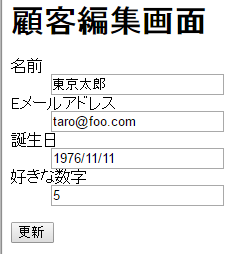 顧客編集画面
名前
東京太郎
Eメールアドレス
taro@foo.com
誕生日
1976/11/11
好きな数字
5
更新